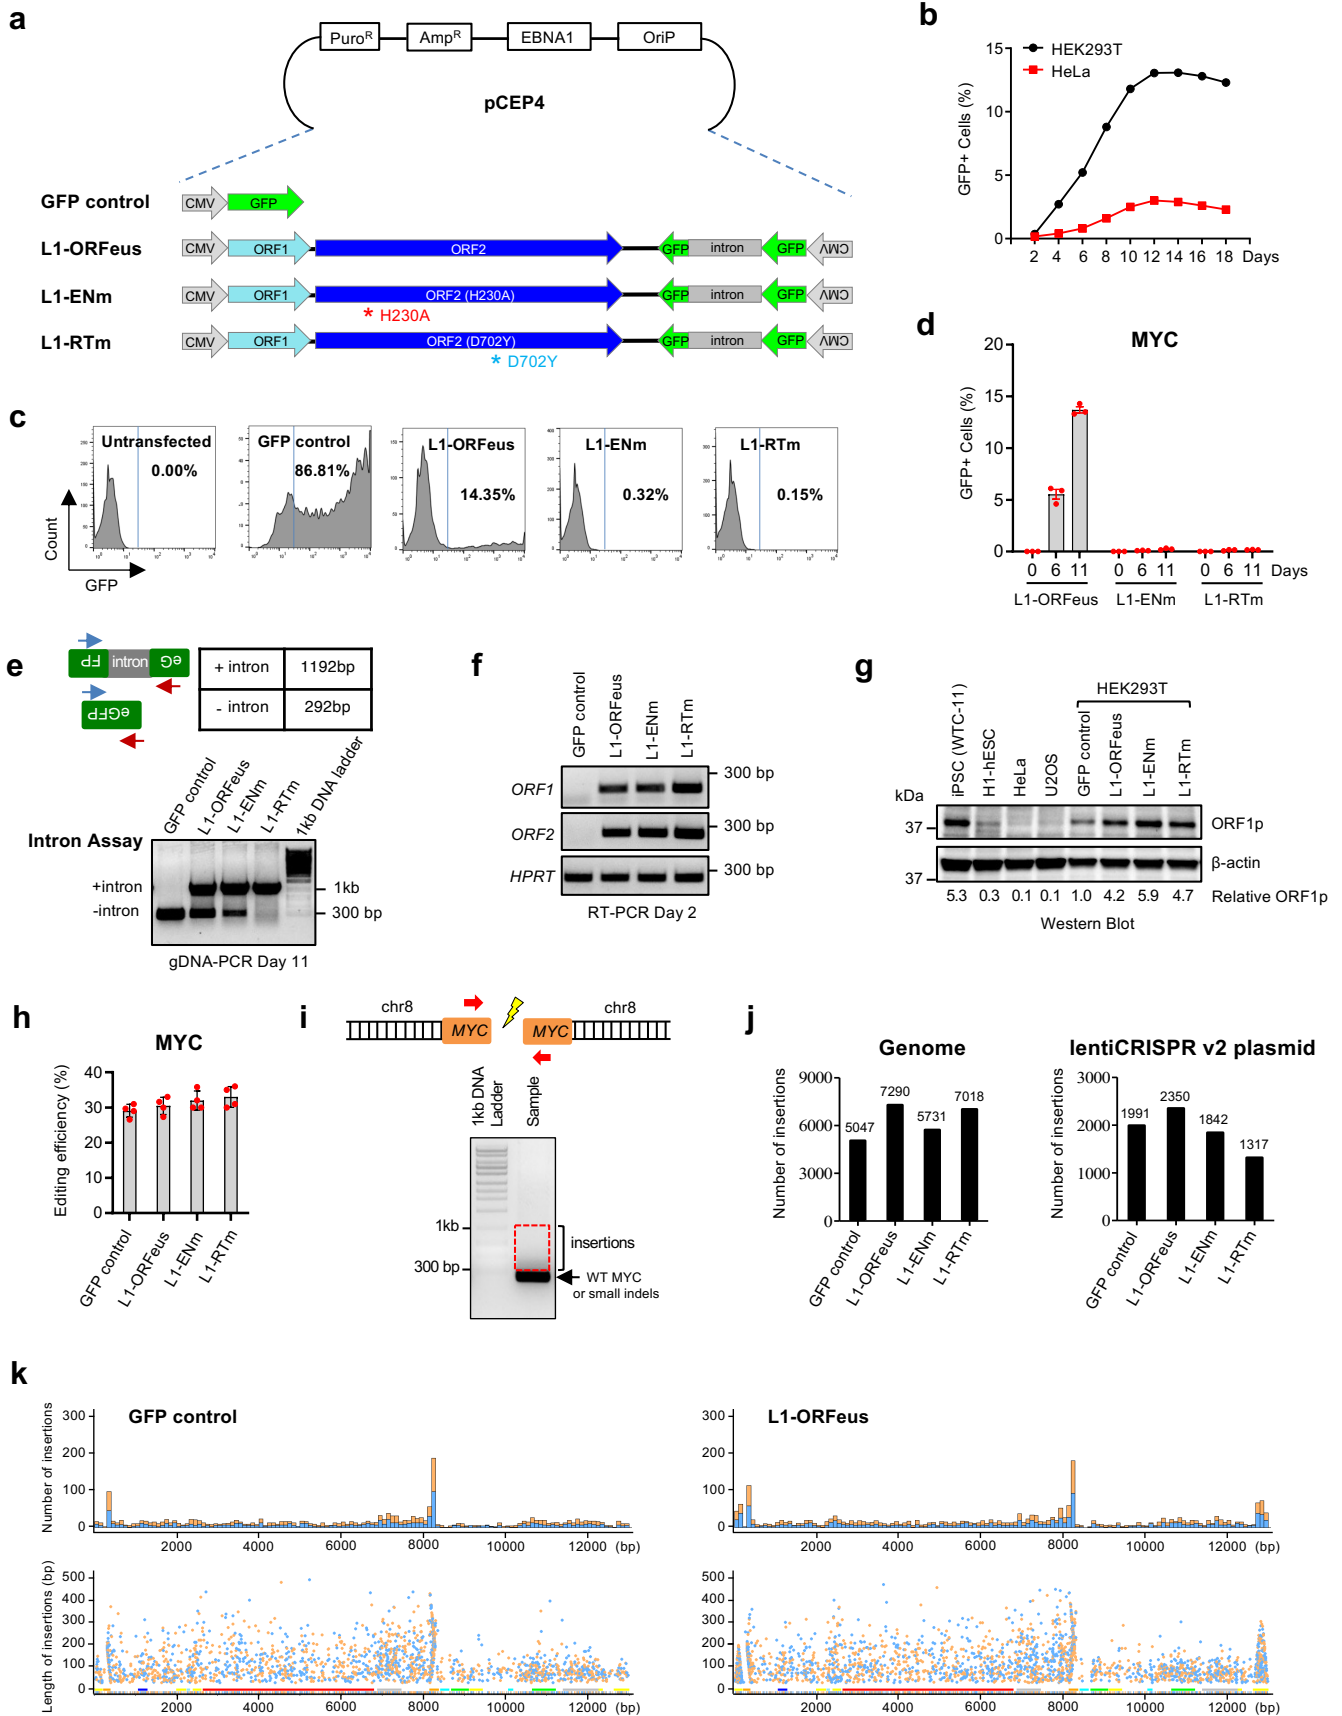 a
Puro^R
Amp^R
EBNA1
OriP
pCEP4
GFP control
CMV
GFP
L1-ORFeus
CMV
ORF1
ORF2
GFP
intron
GFP
CMV
L1-ENm
CMV
ORF1
ORF2 (H230A)
GFP
intron
GFP
CMV
* H230A
L1-RTm
CMV
ORF1
ORF2 (D702Y)
GFP
intron
GFP
CMV
* D702Y
b
HEK293T
HeLa
GFP+ Cells (%)
15
10
5
0
2 4 6 8 10 12 14 16 18 Days
c
Untransfected
0.00%
GFP control
86.81%
L1-ORFeus
14.35%
L1-ENm
0.32%
L1-RTm
0.15%
Count
GFP
d
MYC
GFP+ Cells (%)
20
15
10
5
0
0 6 11 0 6 11 0 6 11 Days
L1-ORFeus L1-ENm L1-RTm
e
FP intron eG
eGFP
+ intron 1192bp
- intron 292bp
GFP control
L1-ORFeus
L1-ENm
L1-RTm
1kb DNA ladder
Intron Assay
+intron
-intron
1kb
300 bp
gDNA-PCR Day 11
f
GFP control
L1-ORFeus
L1-ENm
L1-RTm
ORF1
300 bp
ORF2
300 bp
HPRT
300 bp
RT-PCR Day 2
g
HEK293T
iPSC (WTC-11)
H1-hESC
HeLa
U2OS
GFP control
L1-ORFeus
L1-ENm
L1-RTm
kDa
37
ORF1p
β-actin
37
5.3 0.3 0.1 0.1 1.0 4.2 5.9 4.7 Relative ORF1p
Western Blot
h
MYC
Editing efficiency (%)
40
30
20
10
0
GFP control
L1-ORFeus
L1-ENm
L1-RTm
i
chr8
chr8
MYC
MYC
1kb DNA
Ladder
Sample
1kb
300 bp
insertions
WT MYC
or small indels
j
Genome
Number of insertions
9000
6000
3000
0
5047
7290
5731
7018
GFP control
L1-ORFeus
L1-ENm
L1-RTm
lentiCRISPR v2 plasmid
Number of insertions
3000
2000
1000
0
1991
2350
1842
1317
GFP control
L1-ORFeus
L1-ENm
L1-RTm
k
GFP control
Number of insertions
300
200
100
0
2000 4000 6000 8000 10000 12000 (bp)
Length of insertions (bp)
500
400
300
200
100
0
2000 4000 6000 8000 10000 12000 (bp)
L1-ORFeus
300
200
100
0
2000 4000 6000 8000 10000 12000 (bp)
500
400
300
200
100
0
2000 4000 6000 8000 10000 12000 (bp)